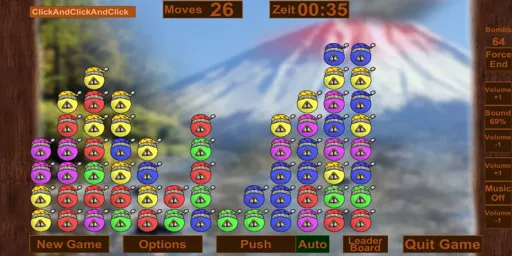 ClickAndClickAndClick
Moves 26
Zeit 00:35
Bombs
64
Force
End.
Volume
+1
Sound
69%
Volume
-1
Volume
+1
Music
Off
Volume
-1
New Game
Options
Push
Auto
Leader
Board
Quit Game